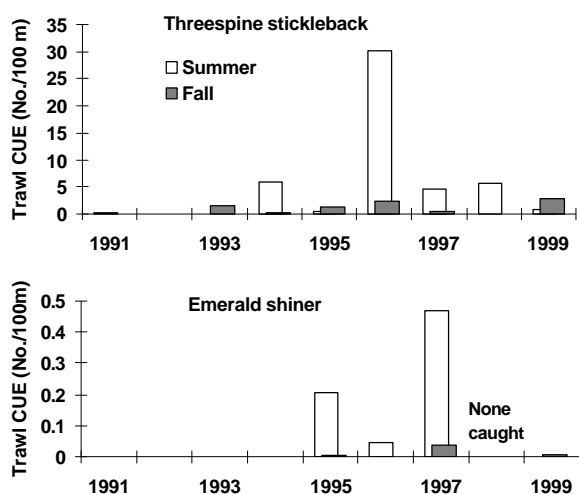 Threespine stickleback
Trawl CUE (No./100 m)
35
30
25
20
15
10
5
0
Summer
Fall
1991 1993 1995 1997 1999
Emerald shiner
Trawl CUE (No./100m)
0.5
0.4
0.3
0.2
0.1
0
None
caught
1991 1993 1995 1997 1999